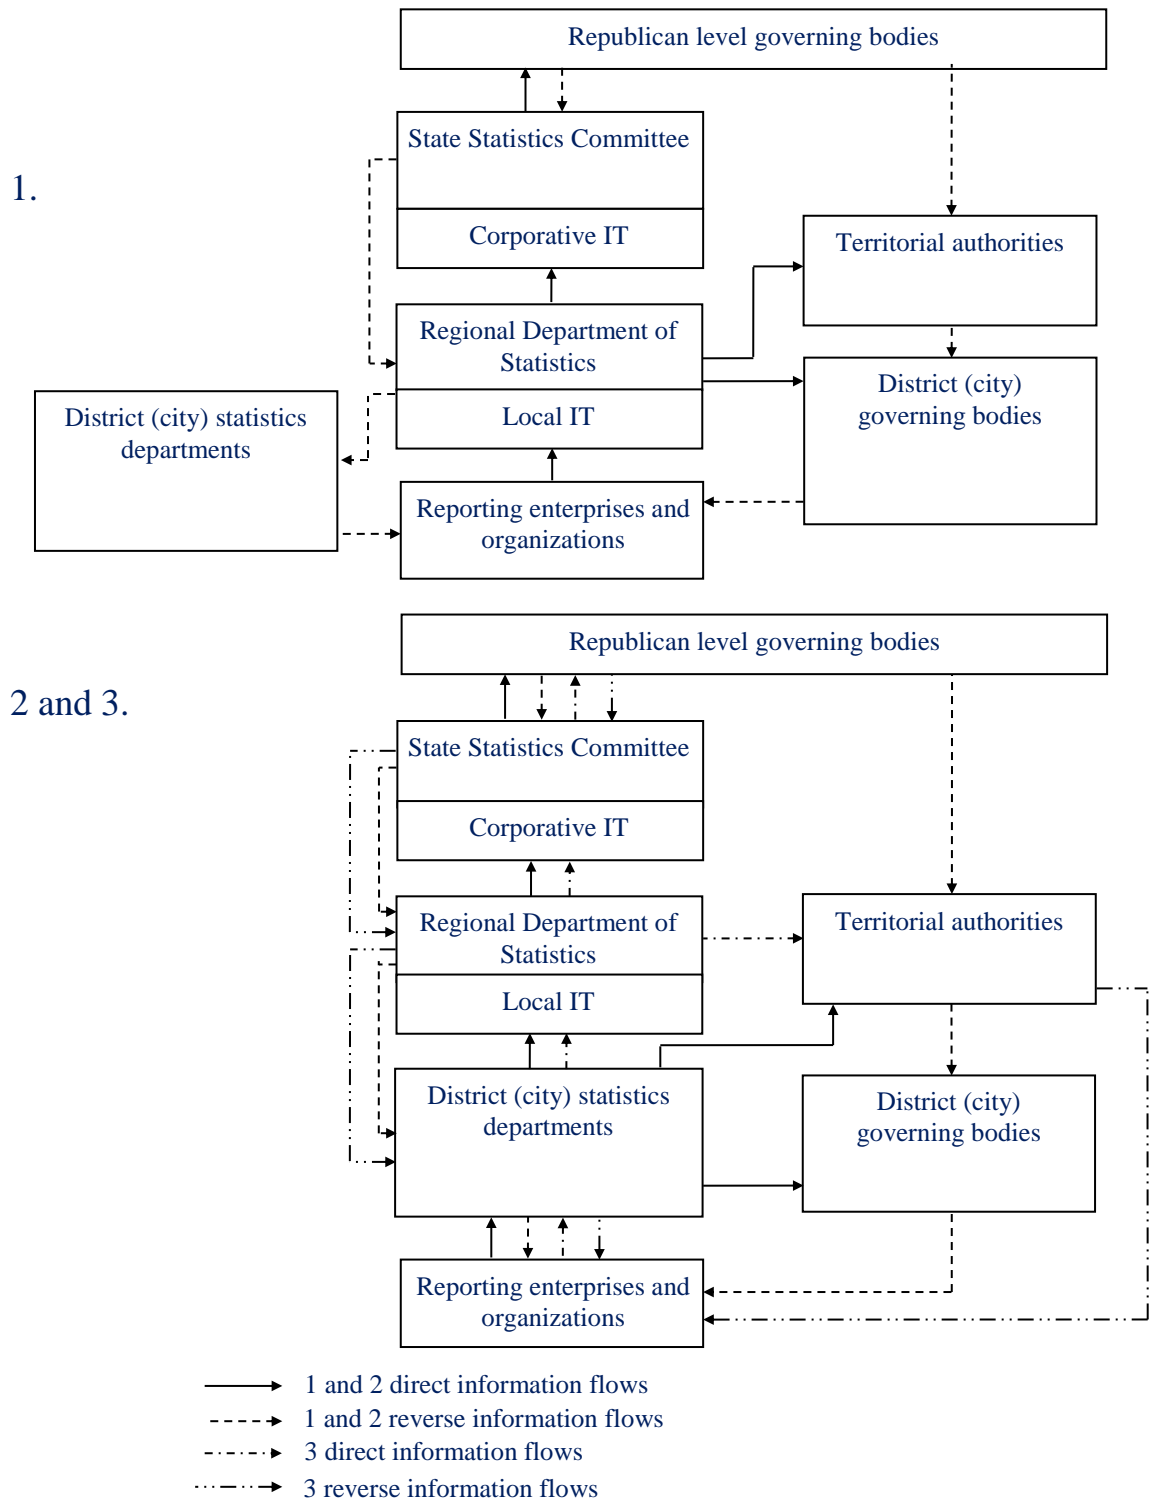 Republican level governing bodies
State Statistics Committee
1.
Corporative IT
Territorial authorities
Regional Department of
Statistics
District (city)
governing bodies
Local IT
District (city) statistics
departments
Reporting enterprises and
organizations
Republican level governing bodies
2 and 3.
State Statistics Committee
Corporative IT
Regional Department of
Statistics
Territorial authorities
Local IT
District (city) statistics
departments
District (city)
governing bodies
Reporting enterprises and
organizations
1 and 2 direct information flows
1 and 2 reverse information flows
3 direct information flows
3 reverse information flows